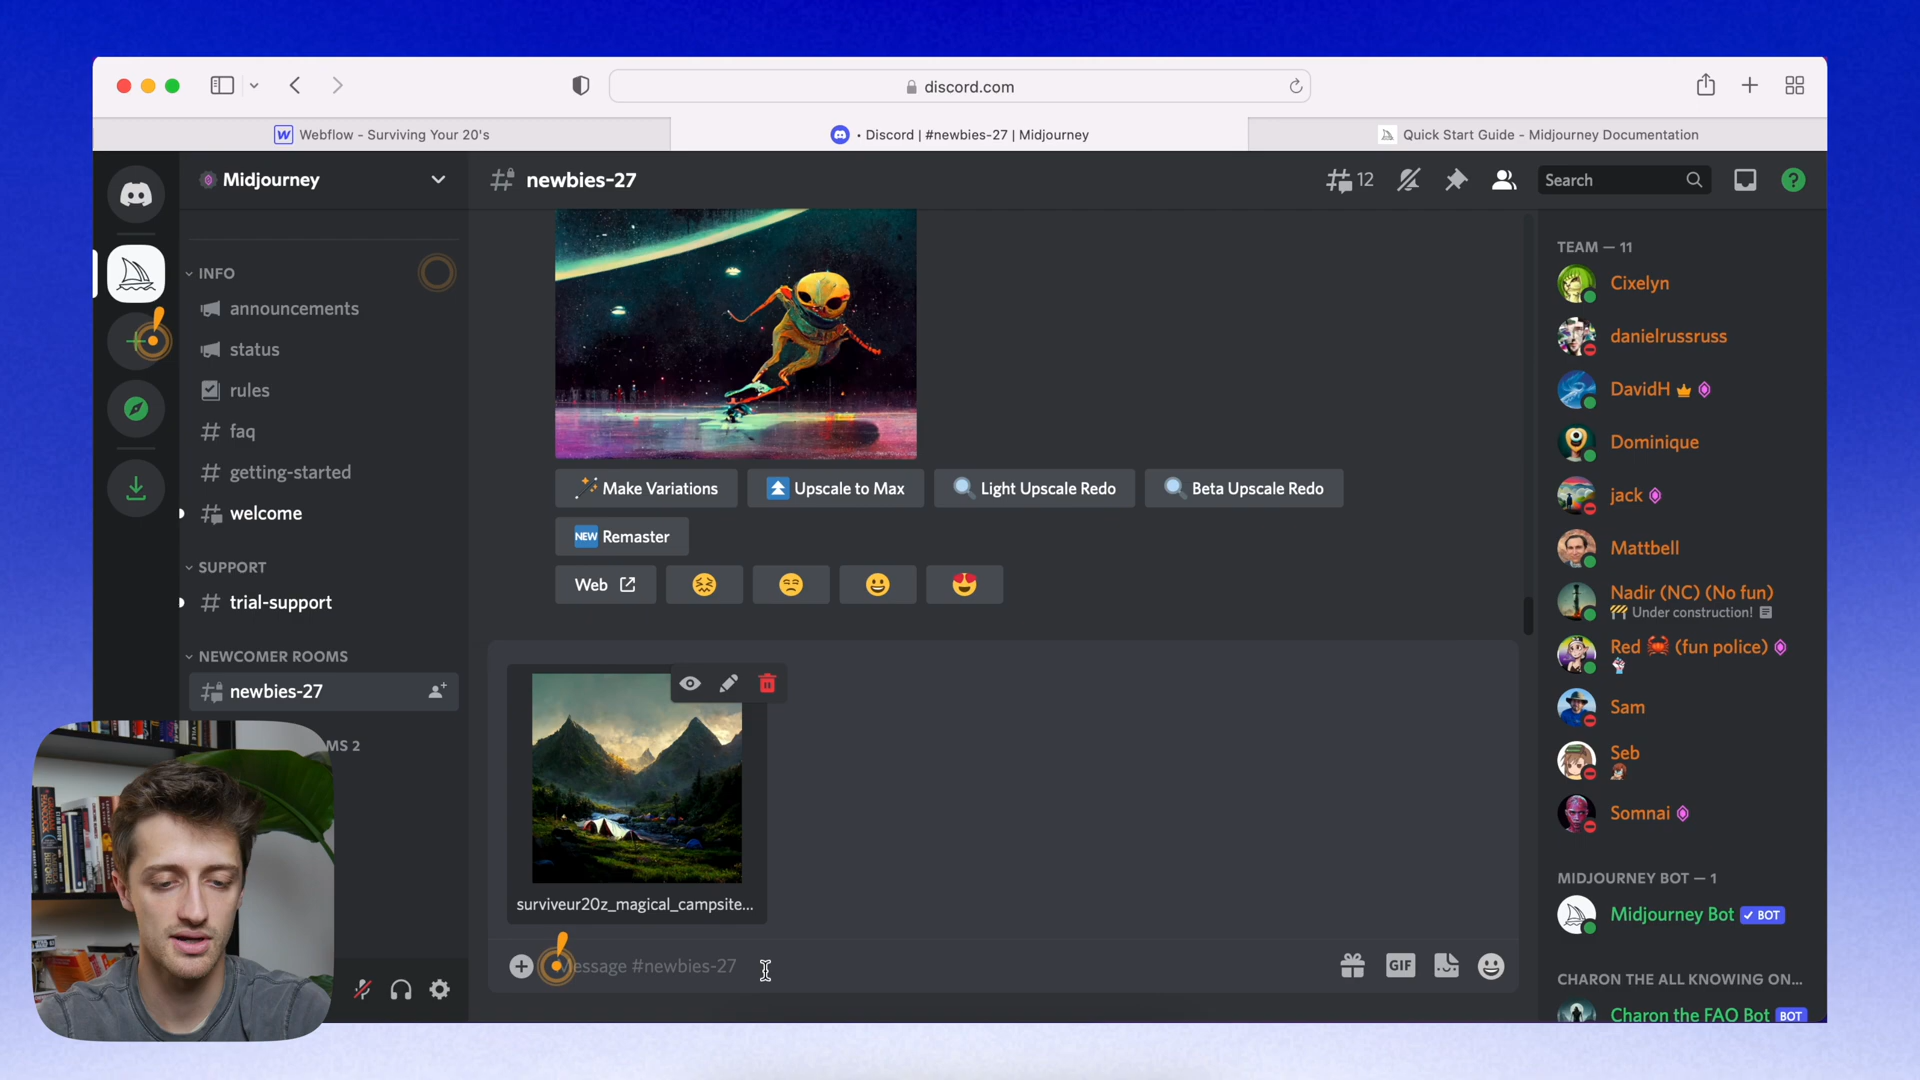 discord.com
W Webflow - Surviving Your 20's
• Discord | #newbies-27 | Midjourney
Quick Start Guide - Midjourney Documentation
Midjourney
newbies-27
12
Search
?
INFO
announcements
status
rules
faq
getting-started
welcome
SUPPORT
trial-support
NEWCOMER ROOMS
newbies-27
MS 2
Make Variations
Upscale to Max
Light Upscale Redo
Beta Upscale Redo
NEW Remaster
Web
surviveur20z_magical_campsite...
Message #newbies-27
GIF
TEAM — 11
Cixelyn
danielrussruss
DavidH
Dominique
jack
Mattbell
Nadir (NC) (No fun)
Under construction!
Red (fun police)
Sam
Seb
Somnai
MIDJOURNEY BOT — 1
Midjourney Bot BOT
CHARON THE ALL KNOWING ON...
Charon the FAQ Bot BOT